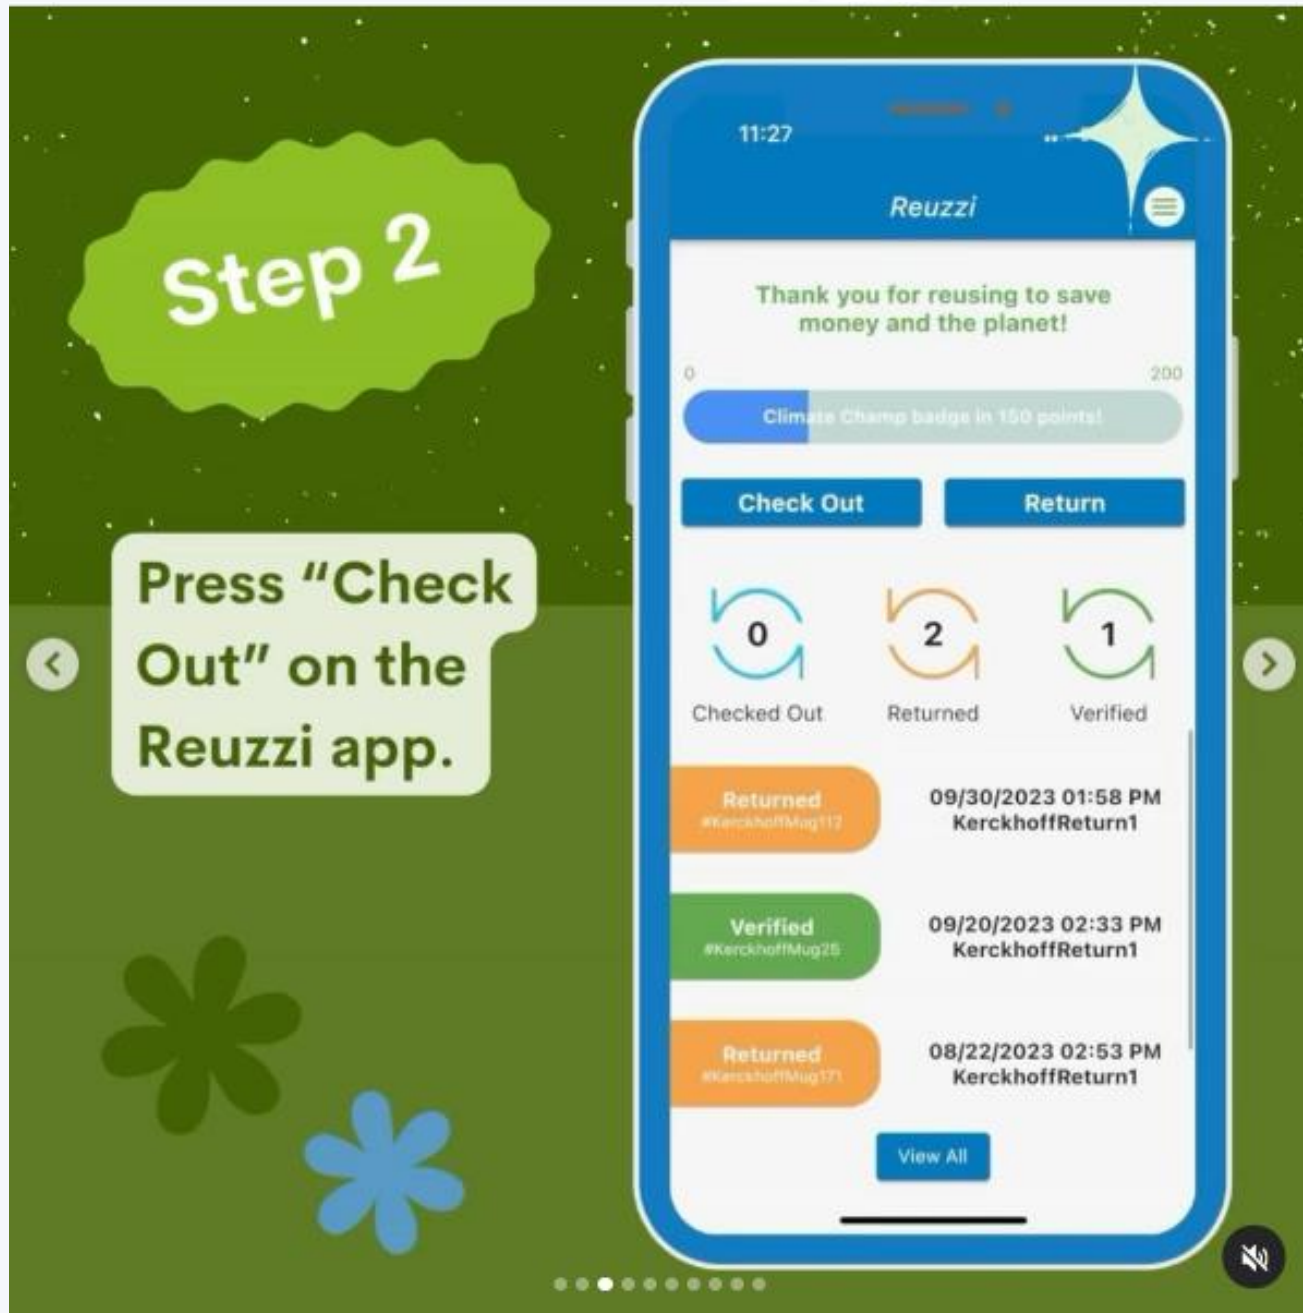 Step 2
Press “Check
Out” on the
Reuzzi app.
11:27
Reuzzi
Thank you for reusing to save
money and the planet!
0 200
Climate Champ badge in 150 points!
Check Out Return
0 2 1
Checked Out Returned Verified
Returned
#KerckhoffMug112
09/30/2023 01:58 PM
KerckhoffReturn1
Verified
#KerckhoffMug25
09/20/2023 02:33 PM
KerckhoffReturn1
Returned
#KerckhoffMug171
08/22/2023 02:53 PM
KerckhoffReturn1
View All